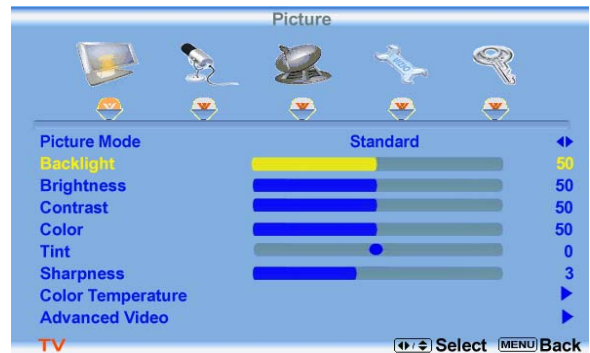 Picture
Picture Mode Standard
Backlight 50
Brightness 50
Contrast 50
Color 50
Tint 0
Sharpness 3
Color Temperature
Advanced Video
TV Select MENU Back